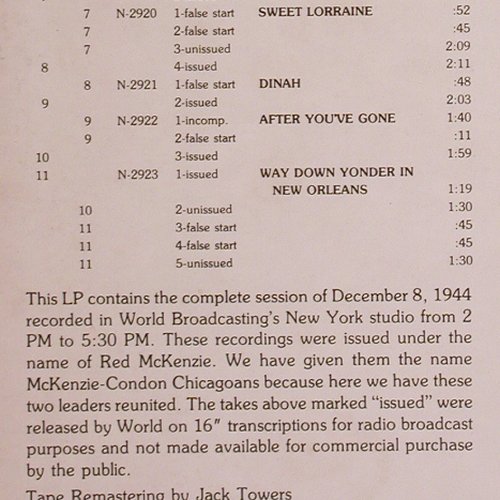 7 N-2920 1-false start SWEET LORRAINE :52
7 2-false start :45
7 3-unissued 2:09
8 4-issued 2:11
8 N-2921 1-false start DINAH :48
9 2-issued 2:03
9 N-2922 1-incomp. AFTER YOU'VE GONE 1:40
9 2-false start :11
10 3-issued 1:59
11 N-2923 1-issued WAY DOWN YONDER IN
NEW ORLEANS 1:19
10 2-unissued 1:30
11 3-false start :45
11 4-false start :45
11 5-unissued 1:30
This LP contains the complete session of December 8, 1944
recorded in World Broadcasting's New York studio from 2
PM to 5:30 PM. These recordings were issued under the
name of Red McKenzie. We have given them the name
McKenzie-Condon Chicagoans because here we have these
two leaders reunited. The takes above marked "issued" were
released by World on 16" transcriptions for radio broadcast
purposes and not made available for commercial purchase
by the public.
Tape Remastering by Jack Towers